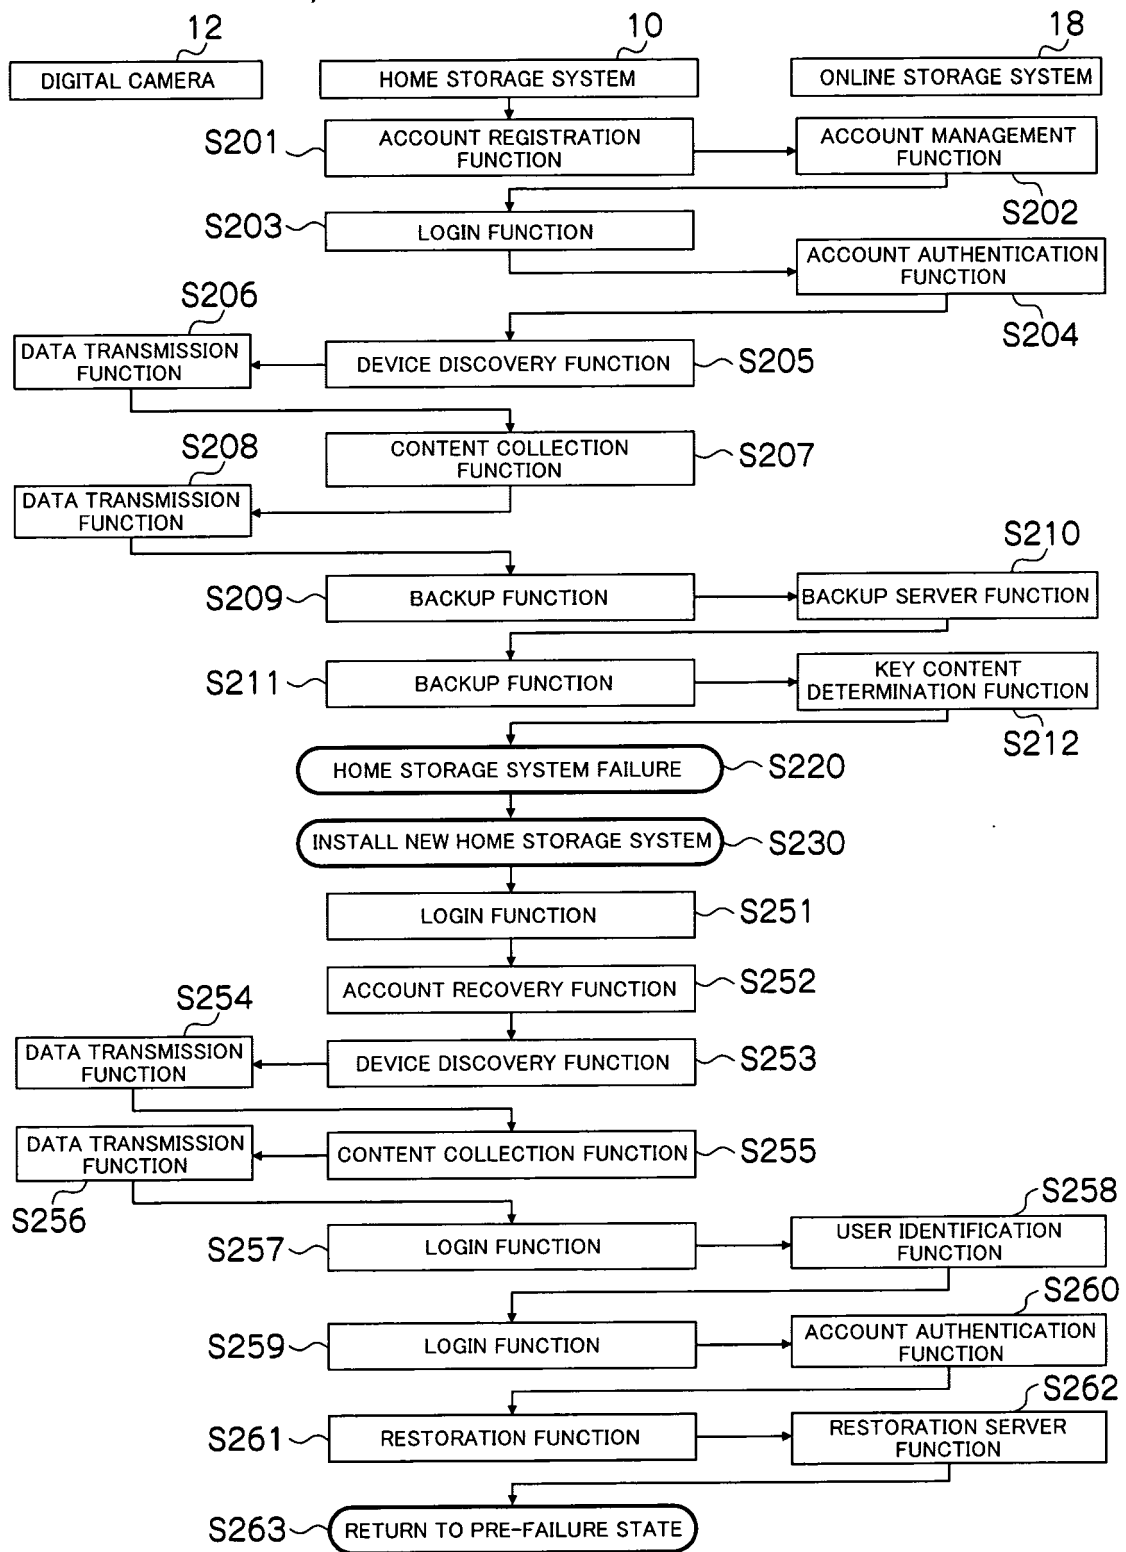 12
10
18
DIGITAL CAMERA
HOME STORAGE SYSTEM
ONLINE STORAGE SYSTEM
S201
ACCOUNT REGISTRATION
FUNCTION
ACCOUNT MANAGEMENT
FUNCTION
S202
S203
LOGIN FUNCTION
ACCOUNT AUTHENTICATION
FUNCTION
S204
S206
DATA TRANSMISSION
FUNCTION
DEVICE DISCOVERY FUNCTION
S205
CONTENT COLLECTION
FUNCTION
S207
S208
DATA TRANSMISSION
FUNCTION
S210
S209
BACKUP FUNCTION
BACKUP SERVER FUNCTION
S211
BACKUP FUNCTION
KEY CONTENT
DETERMINATION FUNCTION
S212
HOME STORAGE SYSTEM FAILURE
S220
INSTALL NEW HOME STORAGE SYSTEM
S230
LOGIN FUNCTION
S251
ACCOUNT RECOVERY FUNCTION
S252
S254
DATA TRANSMISSION
FUNCTION
DEVICE DISCOVERY FUNCTION
S253
DATA TRANSMISSION
FUNCTION
S256
CONTENT COLLECTION FUNCTION
S255
S258
S257
LOGIN FUNCTION
USER IDENTIFICATION
FUNCTION
S260
S259
LOGIN FUNCTION
ACCOUNT AUTHENTICATION
FUNCTION
S262
S261
RESTORATION FUNCTION
RESTORATION SERVER
FUNCTION
S263
RETURN TO PRE-FAILURE STATE